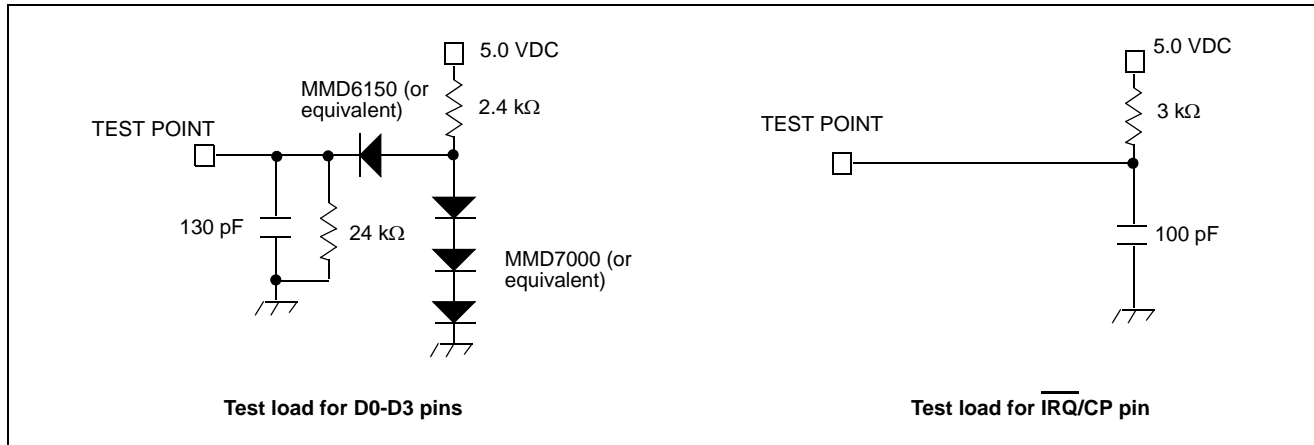 5.0 VDC
MMD6150 (or
equivalent)
2.4 kΩ
TEST POINT
130 pF
24 kΩ
MMD7000 (or
equivalent)
Test load for D0-D3 pins
5.0 VDC
3 kΩ
TEST POINT
100 pF
Test load for I̅R̅Q̅/CP pin